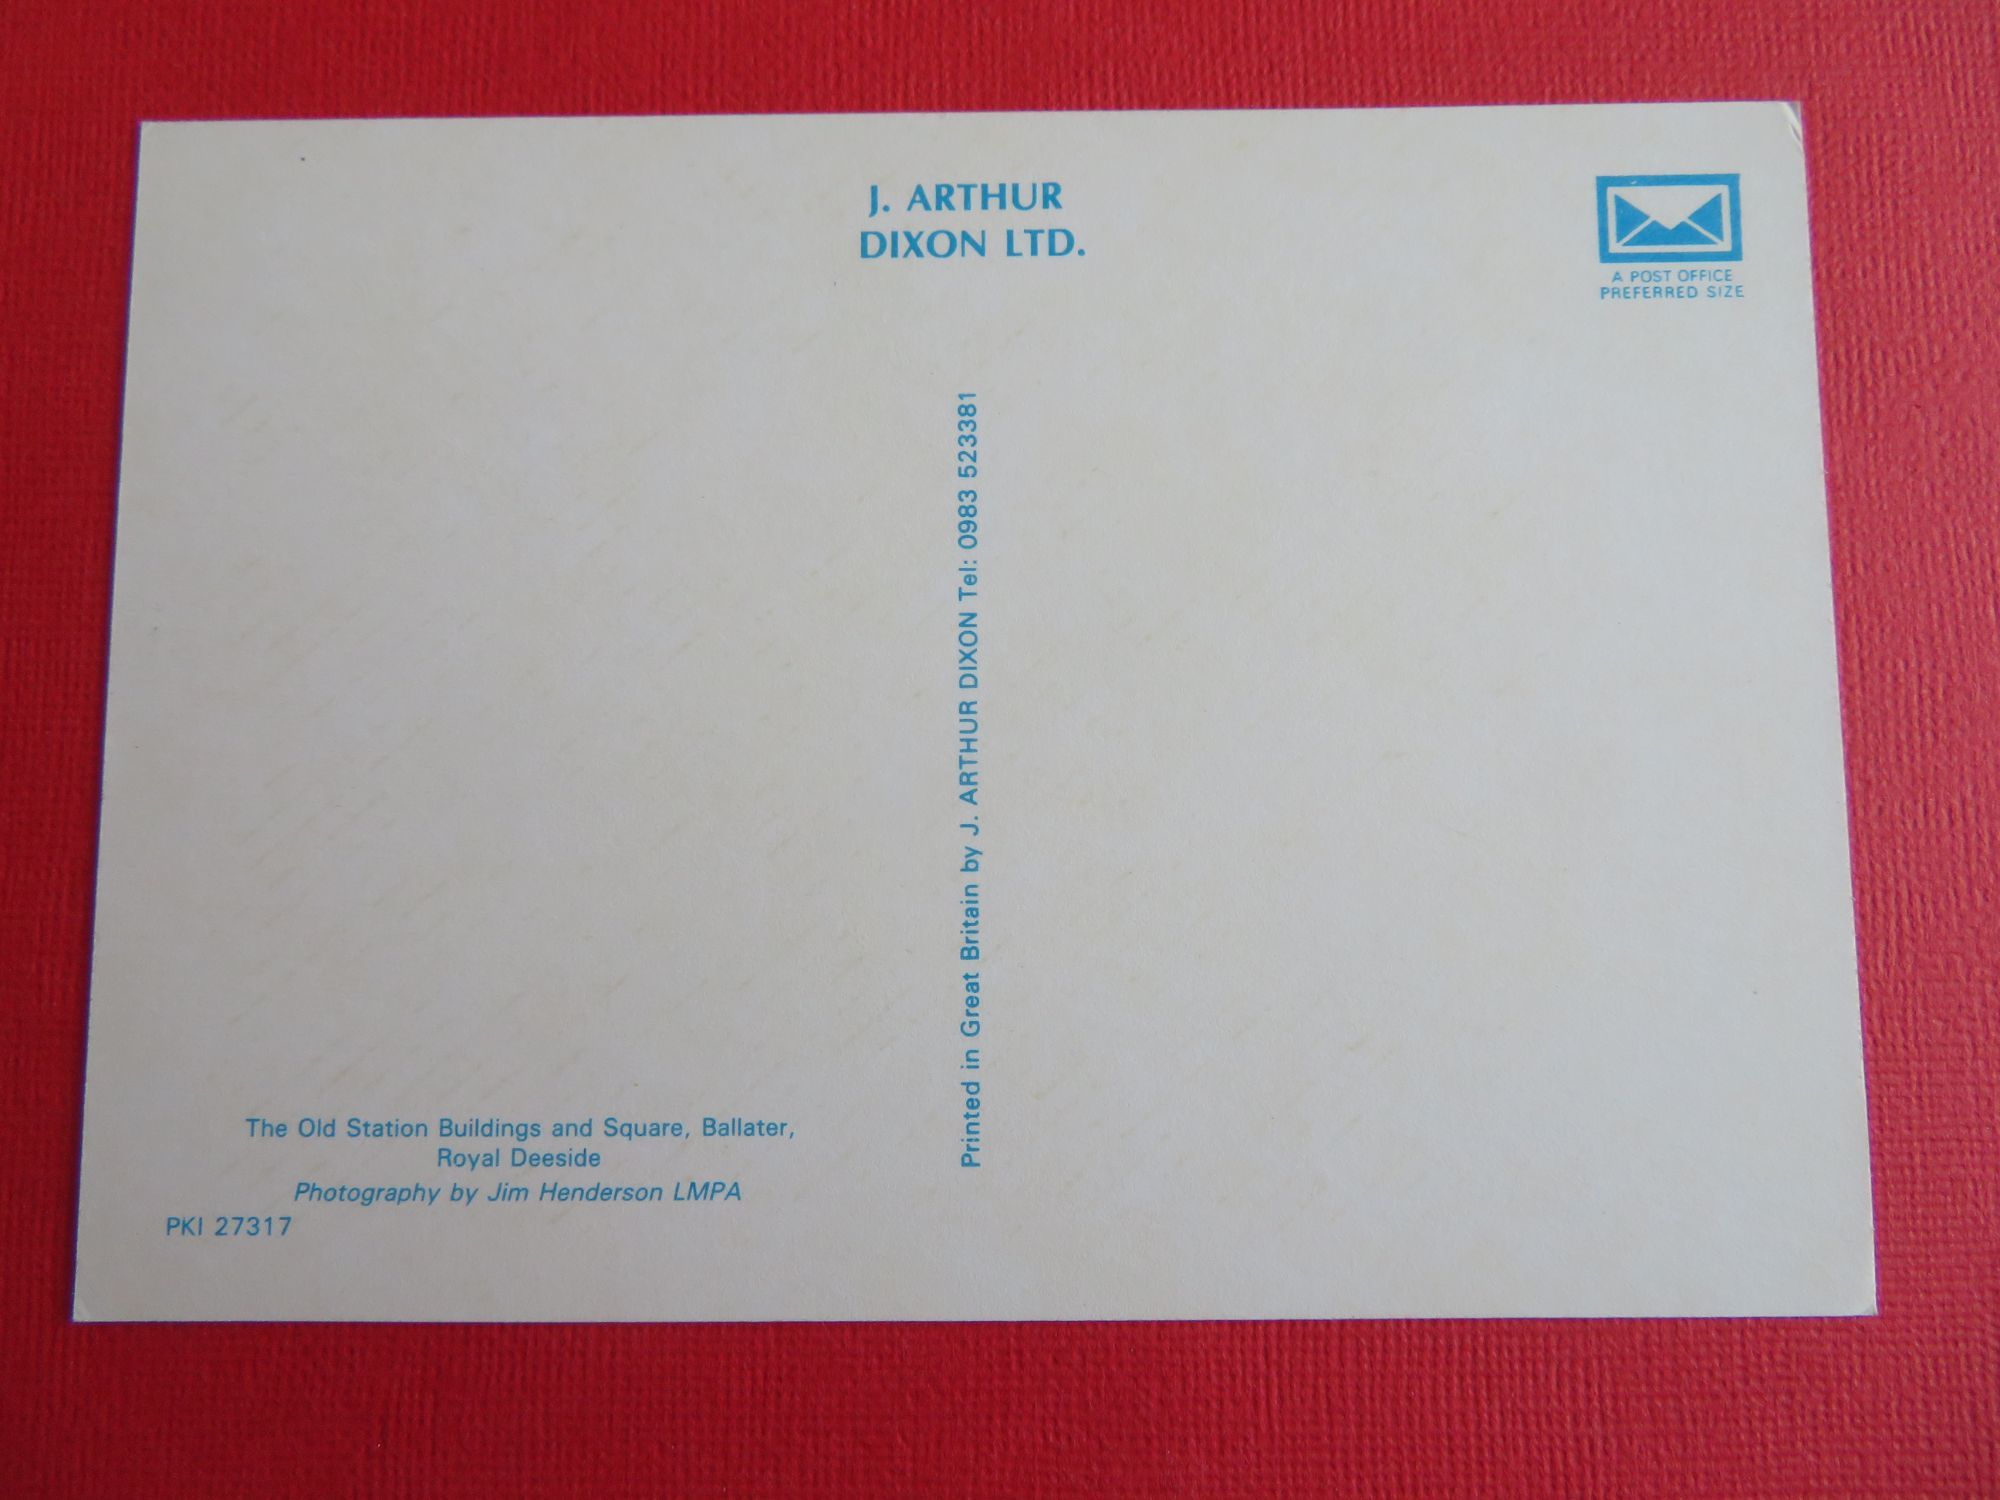 J. ARTHUR
DIXON LTD.
A POST OFFICE
PREFERRED SIZE
Printed in Great Britain by J. ARTHUR DIXON Tel: 0983 523381
The Old Station Buildings and Square, Ballater,
Royal Deeside
Photography by Jim Henderson LMPA
PKI 27317